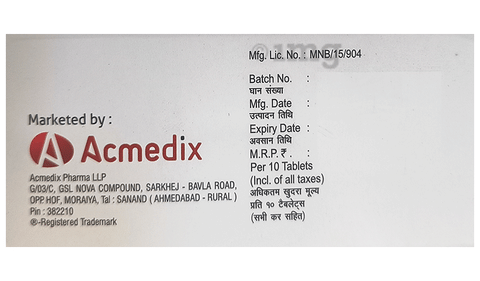 1mg
Mfg. Lic. No. : MNB/15/904
Batch No. :
घान संख्या
Mfg. Date :
उत्पादन तिथि
Expiry Date :
अवसान तिथि
M.R.P. ₹ . :
Per 10 Tablets
(Incl. of all taxes)
अधिकतम खुदरा मूल्य
प्रति १० टैबलेट्स
(सभी कर सहित)
Marketed by :
Acmedix
Acmedix Pharma LLP
G/03/C, GSL NOVA COMPOUND, SARKHEJ - BAVLA ROAD,
OPP HOF, MORAIYA, Tal : SANAND ( AHMEDABAD - RURAL )
Pin : 382210
®-Registered Trademark